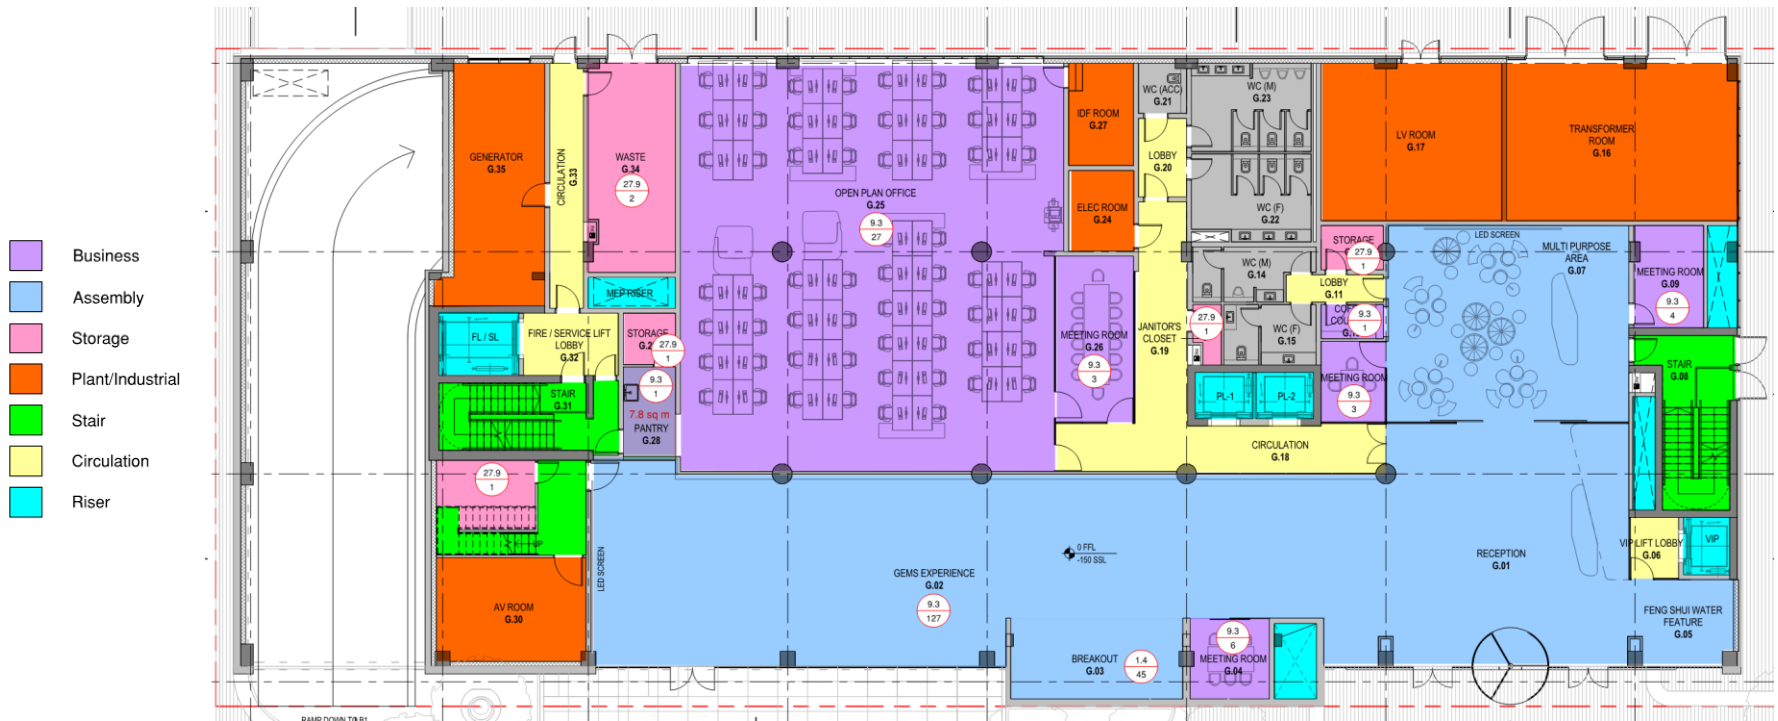 Business
Assembly
Storage
Plant/Industrial
Stair
Circulation
Riser
GENERATOR
G.35
CIRCULATION
G.33
WASTE
G.34
27.9
2
MEP RISER
FL / SL
FIRE / SERVICE LIFT
LOBBY
G.32
STORAGE
27.9
1
STAIR
G.31
9.3
1
7.8 sq m
PANTRY
G.28
27.9
1
AV ROOM
G.30
LED SCREEN
RAMP DOWN TO B1
OPEN PLAN OFFICE
G.25
9.3
27
IDF ROOM
G.27
ELEC ROOM
G.24
MEETING ROOM
G.26
9.3
3
WC (ACC)
G.21
LOBBY
G.20
JANITOR'S
CLOSET
G.19
27.9
1
WC (M)
G.23
WC (F)
G.22
WC (M)
G.14
WC (F)
G.15
PL-1
PL-2
CIRCULATION
G.18
LV ROOM
G.17
TRANSFORMER
ROOM
G.16
STORAGE
27.9
1
LOBBY
G.11
9.3
1
MEETING ROOM
9.3
3
LED SCREEN
MULTI PURPOSE
AREA
G.07
MEETING ROOM
G.09
9.3
4
STAIR
G.08
VIP LIFT LOBBY
G.06
VIP
RECEPTION
G.01
FENG SHUI WATER
FEATURE
G.05
0 FFL
-150 SSL
GEMS EXPERIENCE
G.02
9.3
127
BREAKOUT
G.03
1.4
45
9.3
6
MEETING ROOM
G.04